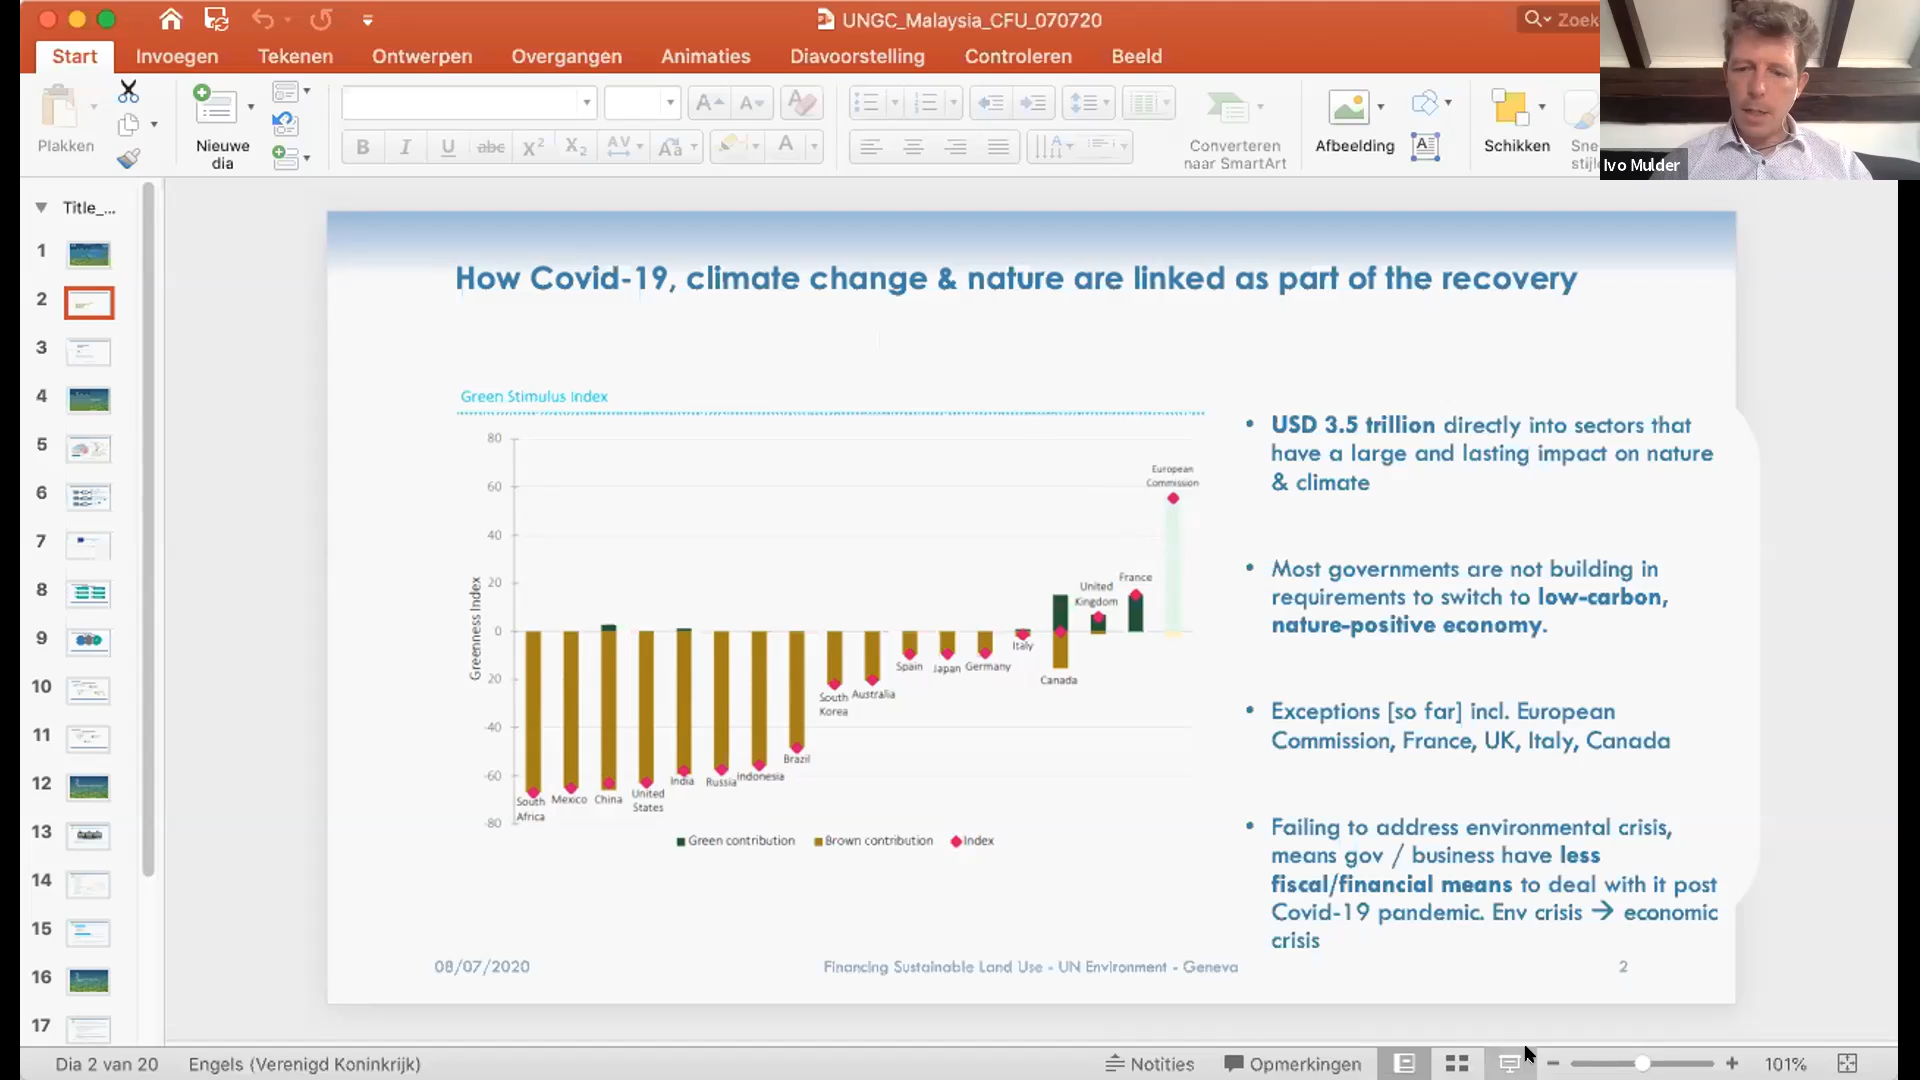 UNGC_Malaysia_CFU_070720
Zoek
Start Invoegen Tekenen Ontwerpen Overgangen Animaties Diavoorstelling Controleren Beeld
Plakken
Nieuwe
dia
Converteren
naar SmartArt
Afbeelding
Schikken
Ivo Mulder
Title_...
1
2
3
4
5
6
7
8
9
10
11
12
13
14
15
16
17
How Covid-19, climate change & nature are linked as part of the recovery
Green Stimulus Index
Greenness Index
80
60
40
20
0
20
-40
-60
-80
South
Africa
Mexico
China
United
States
India
Russia
Indonesia
Brazil
South
Korea
Australia
Spain
Japan
Germany
Italy
Canada
United
Kingdom
France
European
Commission
Green contribution Brown contribution Index
• USD 3.5 trillion directly into sectors that
have a large and lasting impact on nature
& climate
• Most governments are not building in
requirements to switch to low-carbon,
nature-positive economy.
• Exceptions [so far] incl. European
Commission, France, UK, Italy, Canada
• Failing to address environmental crisis,
means gov / business have less
fiscal/financial means to deal with it post
Covid-19 pandemic. Env crisis → economic
crisis
08/07/2020 Financing Sustainable Land Use - UN Environment - Geneva 2
Dia 2 van 20 Engels (Verenigd Koninkrijk) Notities Opmerkingen 101%